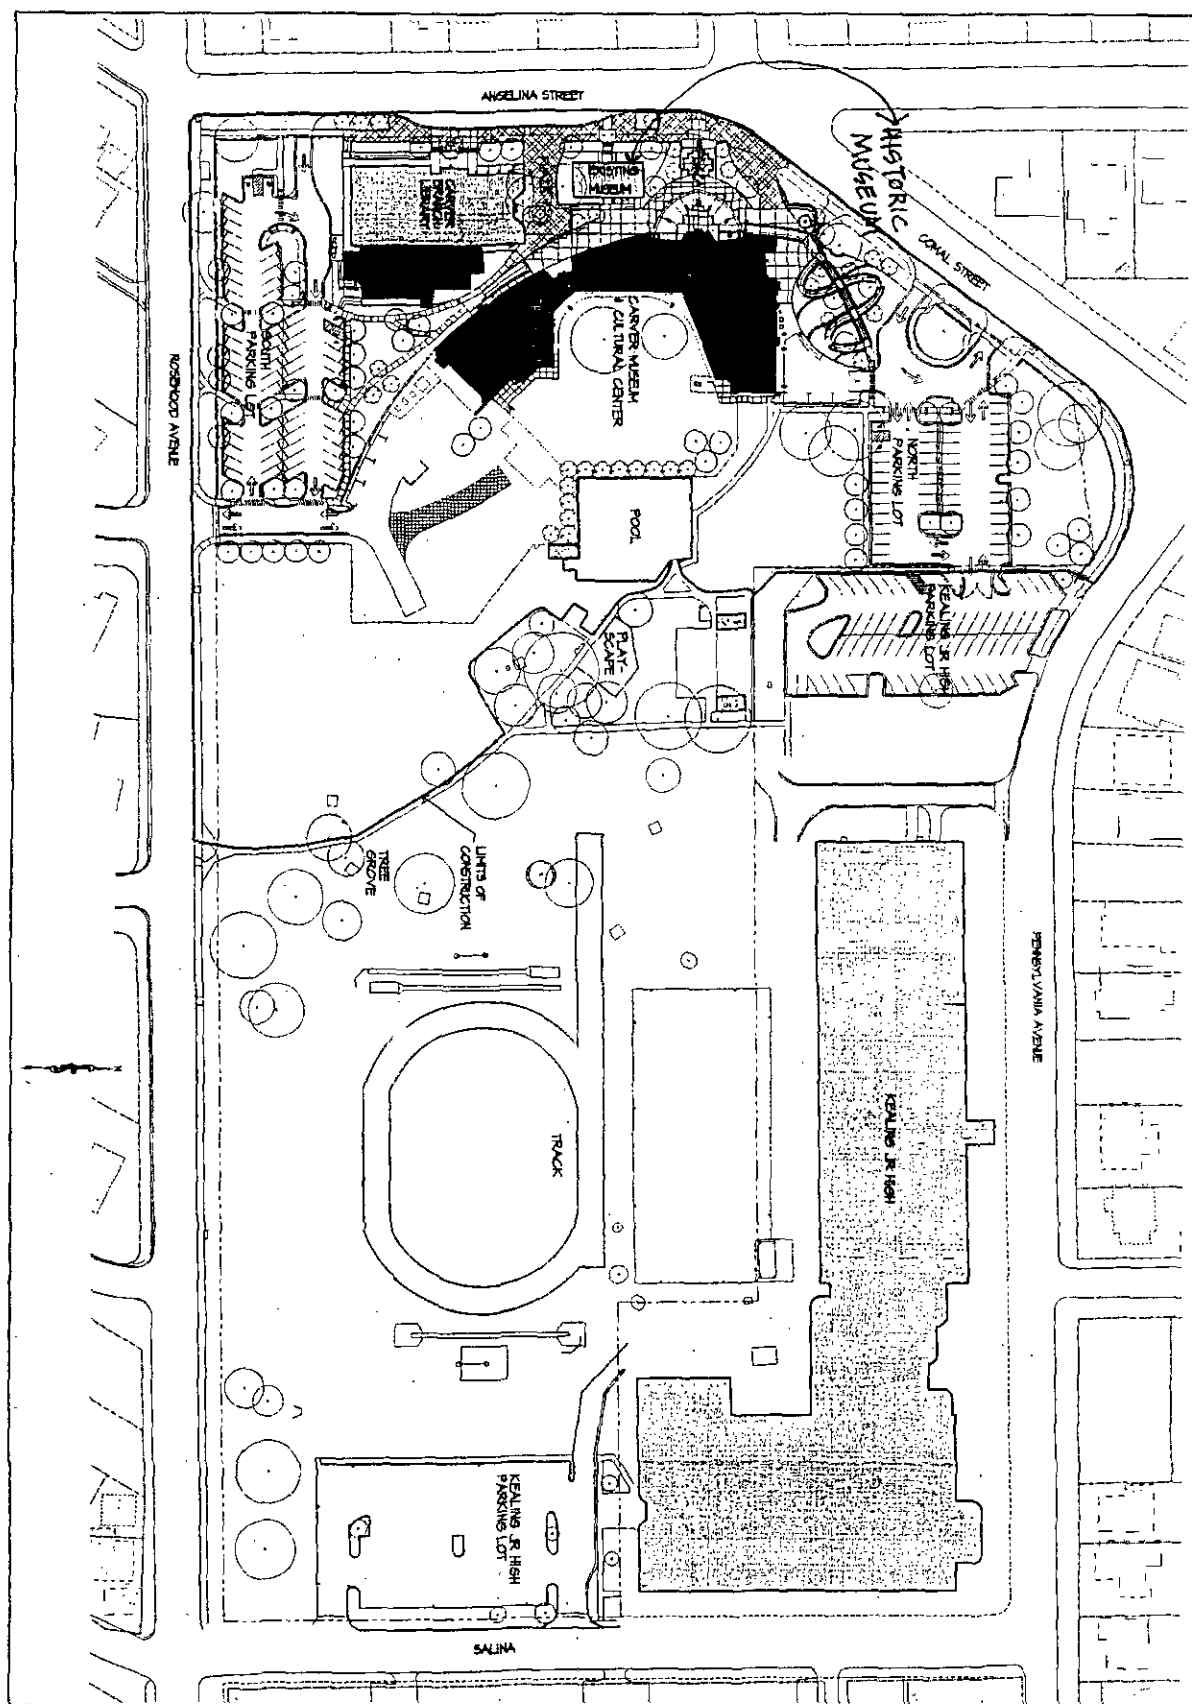 ANGELINA STREET
HISTORIC
MUSEUM
EXISTING
MUSEUM
CARVER
BRANCH
LIBRARY
COMAL STREET
CARVER MUSEUM
& CULTURAL CENTER
ROSEWOOD AVENUE
SOUTH
PARKING LOT
NORTH
PARKING LOT
POOL
KEALING JR HIGH
PARKING LOT
PLAY-
SCAPE
LIMITS OF
CONSTRUCTION
TREE
GROVE
PENNSYLVANIA AVENUE
N
TRACK
KEALING JR HIGH
KEALING JR HIGH
PARKING LOT
SALINA